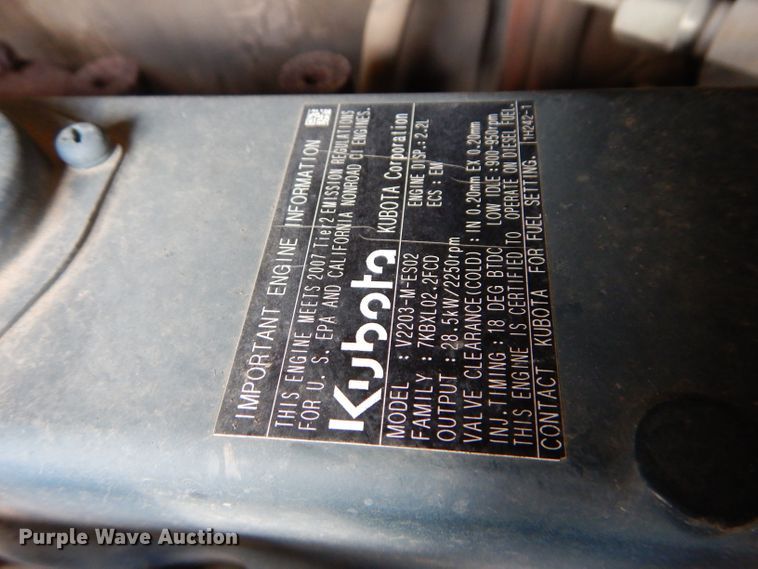 IMPORTANT ENGINE INFORMATION
THIS ENGINE MEETS 2007 Tier2 EMISSION REGULATIONS
FOR U. S. EPA AND CALIFORNIA NONROAD CI ENGINES.
Kubota KUBOTA Corporation
MODEL : V2203-M-ES02 ENGINE DISP.:2.2L
FAMILY : 7KBXL02.2FCD ECS : EM
OUTPUT : 28.5kW/2250rpm
VALVE CLEARANCE(COLD) : IN 0.20mm EX 0.20mm
INJ.TIMING : 18 DEG BTDC LOW IDLE:900-950rpm
THIS ENGINE IS CERTIFIED TO OPERATE ON DIESEL FUEL.
CONTACT KUBOTA FOR FUEL SETTING. 1H242-1
Purple Wave Auction